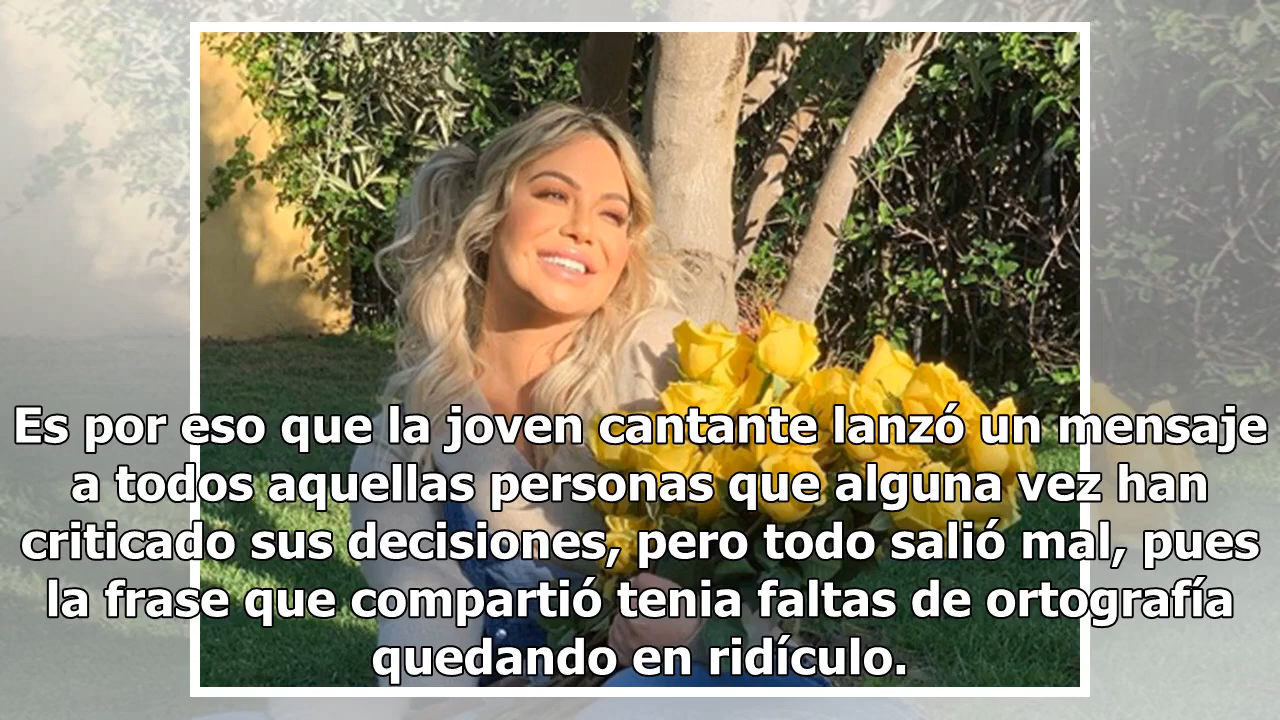 Es por eso que la joven cantante lanzó un mensaje
a todos aquellas personas que alguna vez han
criticado sus decisiones, pero todo salió mal, pues
la frase que compartió tenia faltas de ortografía
quedando en ridículo.